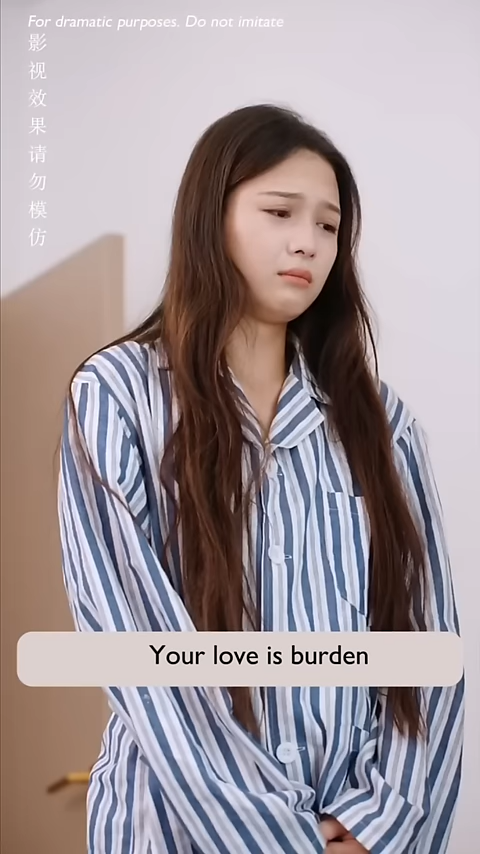 For dramatic purposes. Do not imitate
影视效果请勿模仿
Your love is burden